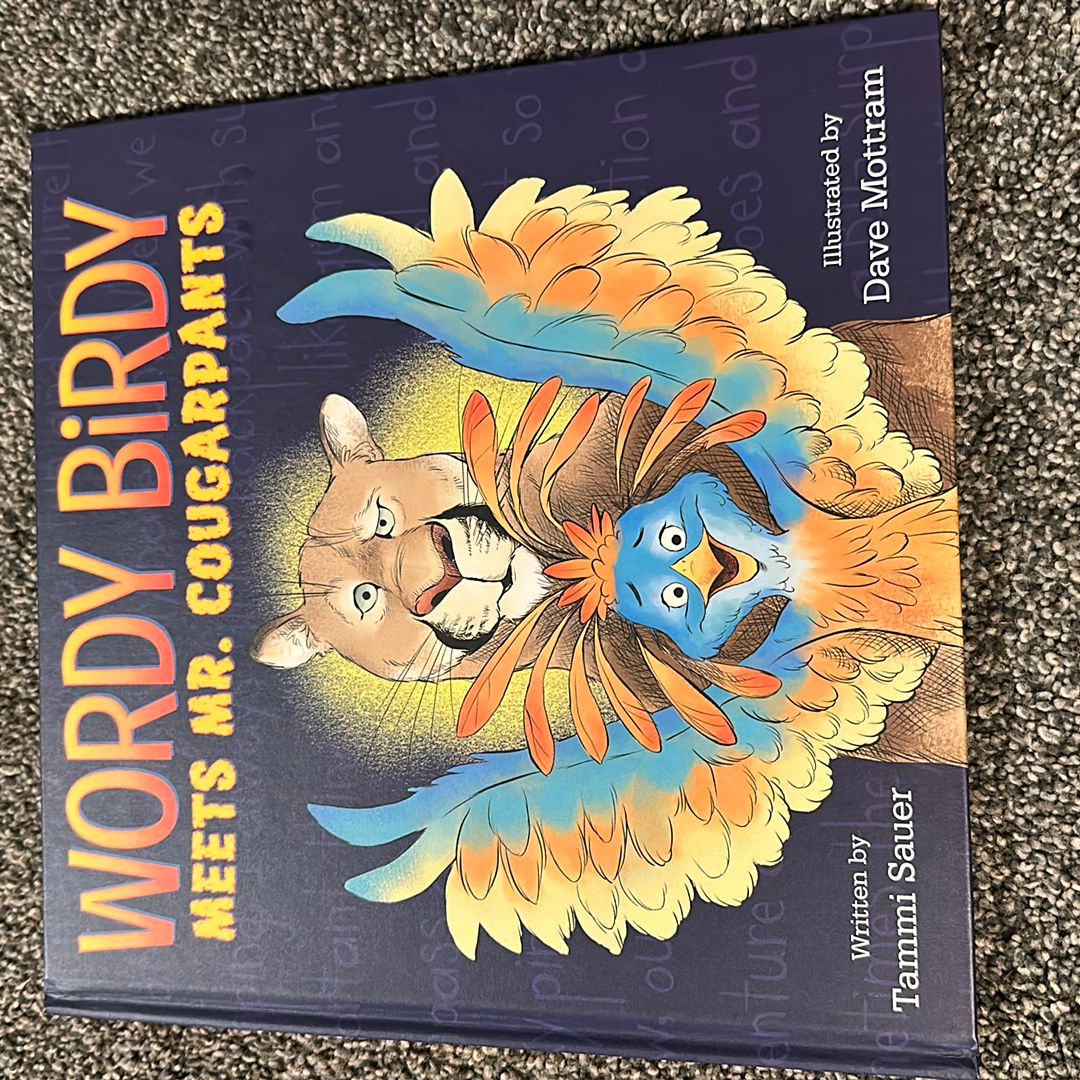 WORDY BiRDY
MEETS MR. COUGARPANTS
Written by
Tammi Sauer
Illustrated by
Dave Mottram